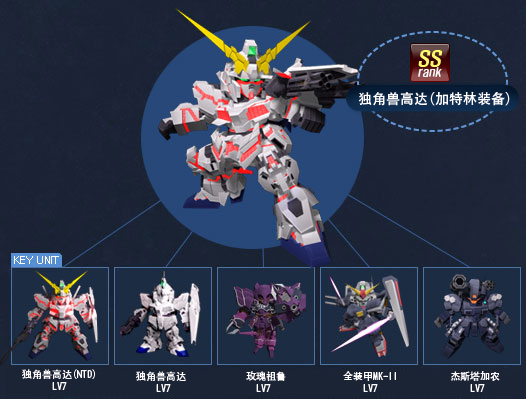 SS
rank
独角兽高达(加特林装备)
KEY UNIT
独角兽高达(NTD)
LV7
独角兽高达
LV7
玫瑰祖鲁
LV7
全装甲MK-II
LV7
杰斯塔加农
LV7